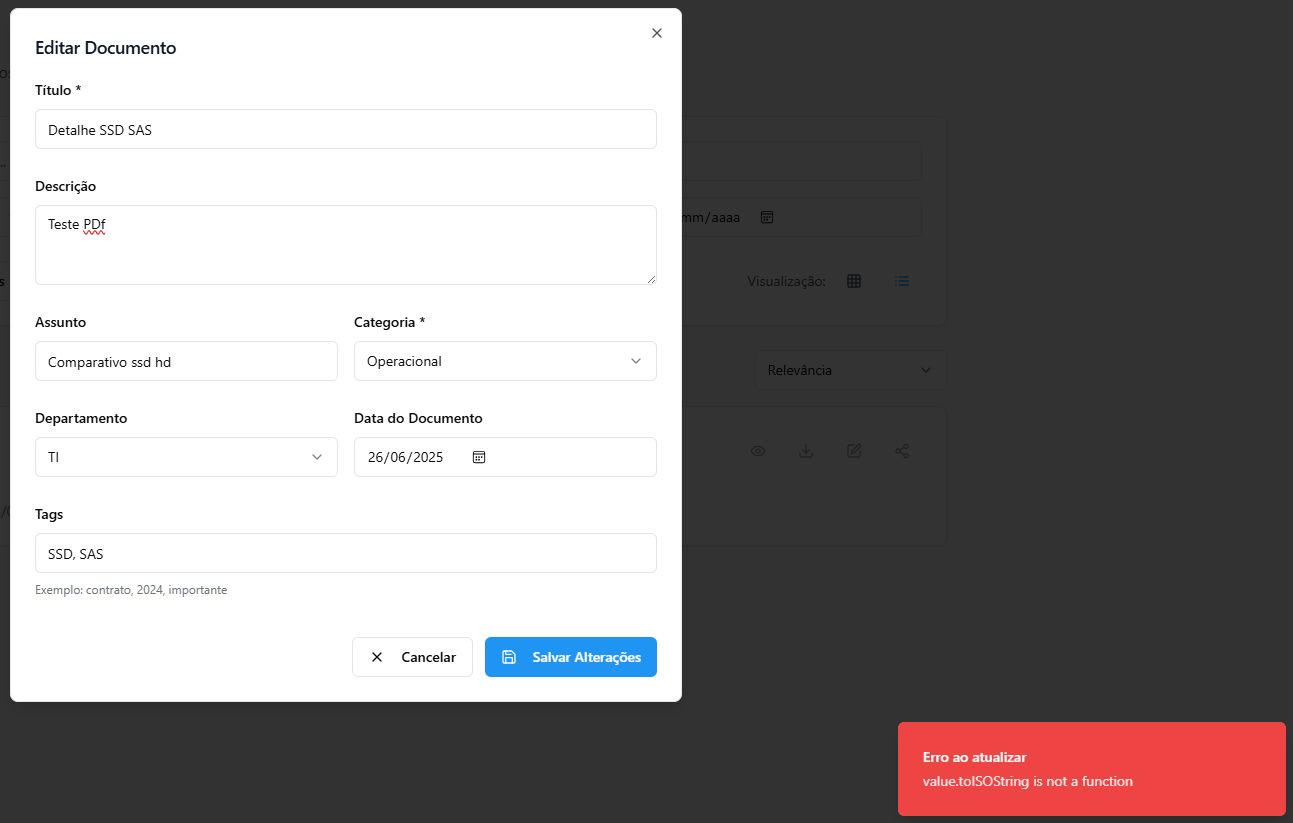 Editar Documento
Título *
Detalhe SSD SAS
Descrição
Teste PDf
Assunto
Categoria *
Comparativo ssd hd
Operacional
Departamento
Data do Documento
TI
26/06/2025
Tags
SSD, SAS
Exemplo: contrato, 2024, importante
Cancelar
Salvar Alterações
mm/aaaa
Visualização:
Relevância
Erro ao atualizar
value.toISOString is not a function